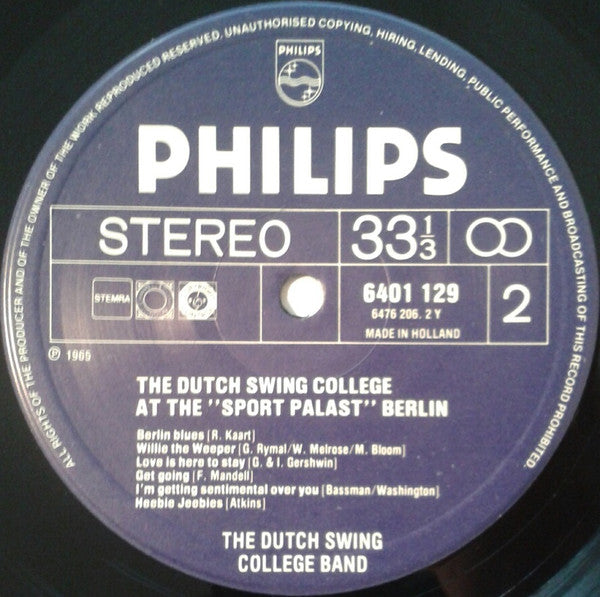 ALL RIGHTS OF THE PRODUCER AND OF THE OWNER OF THE WORK REPRODUCED RESERVED. UNAUTHORISED COPYING, HIRING, LENDING, PUBLIC PERFORMANCE AND BROADCASTING OF THIS RECORD PROHIBITED.
PHILIPS
PHILIPS
STEREO 33⅓
STEMRA
6401 129
6476 206. 2 Y
MADE IN HOLLAND
2
℗ 1965
THE DUTCH SWING COLLEGE
AT THE "SPORT PALAST" BERLIN
Berlin blues [R. Kaart]
Willie the Weeper [G. Rymal/W. Melrose/M. Bloom]
Love is here to stay [G. & I. Gershwin]
Get going [F. Mandell]
I'm getting sentimental over you [Bassman/Washington]
Heebie Jeebies [Atkins]
THE DUTCH SWING
COLLEGE BAND